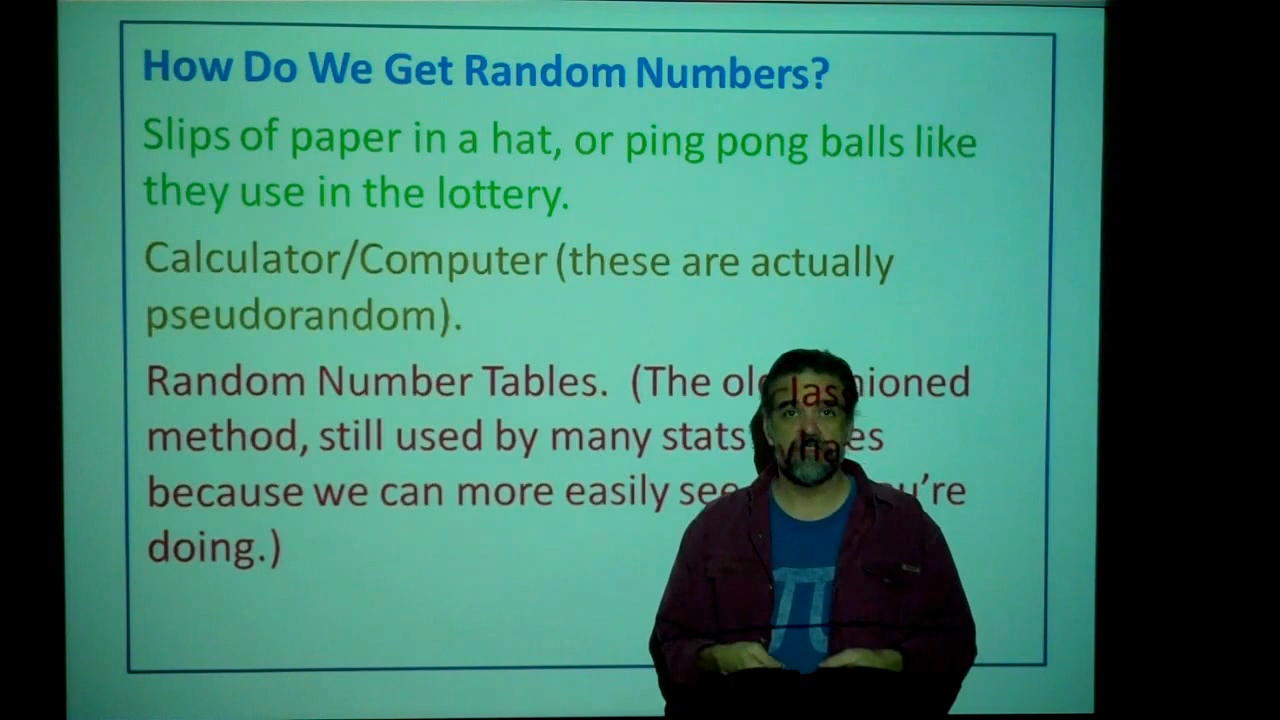 How Do We Get Random Numbers?
Slips of paper in a hat, or ping pong balls like
they use in the lottery.
Calculator/Computer (these are actually
pseudorandom).
Random Number Tables. (The
method, still used by many stats
because we can more easily see
doing.)
π